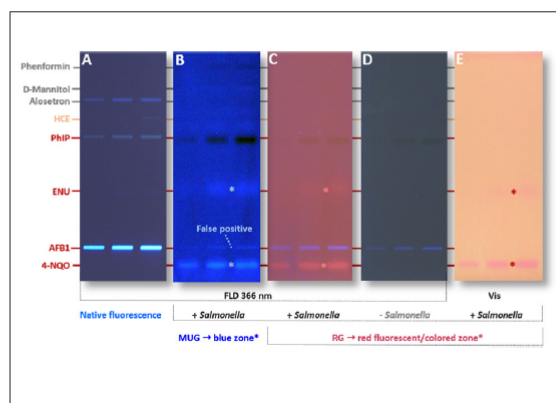 A B C D E
Phenformin
D-Mannitol
Alosetron
HCE
PhIP
ENU
False positive
AFB1
4-NQO
FLD 366 nm Vis
Native fluorescence + Salmonella + Salmonella - Salmonella + Salmonella
MUG → blue zone* RG → red fluorescent/colored zone*